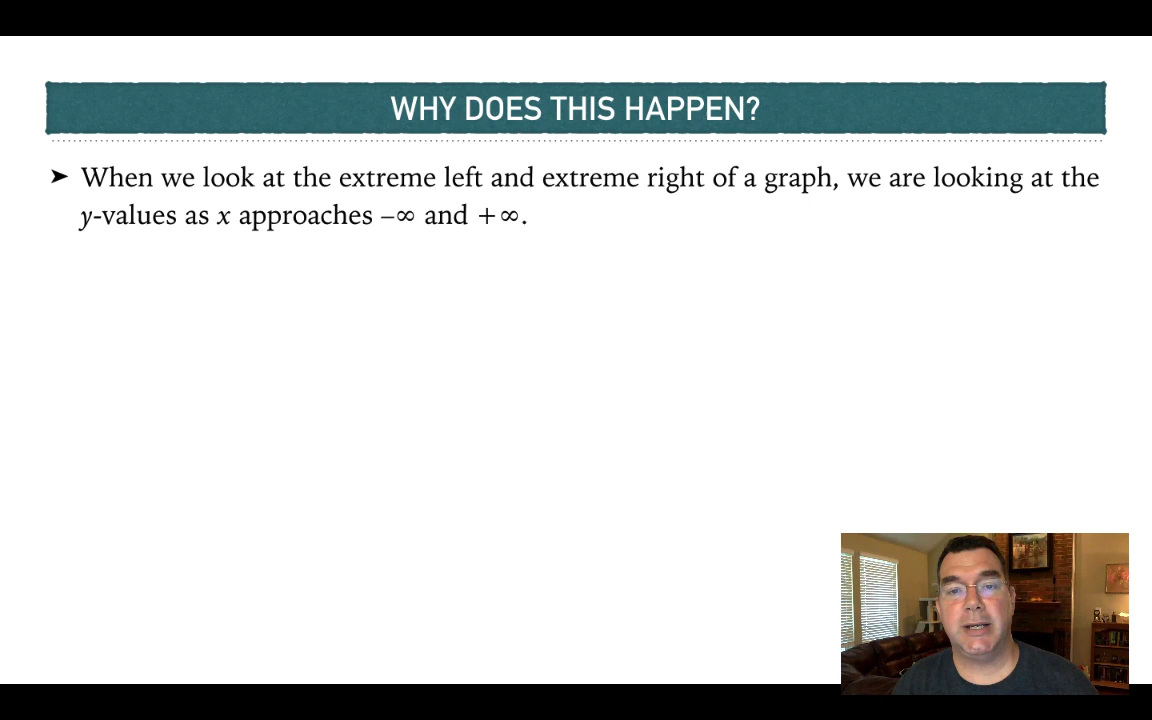 WHY DOES THIS HAPPEN?
➤ When we look at the extreme left and extreme right of a graph, we are looking at the
y-values as x approaches –∞ and +∞.